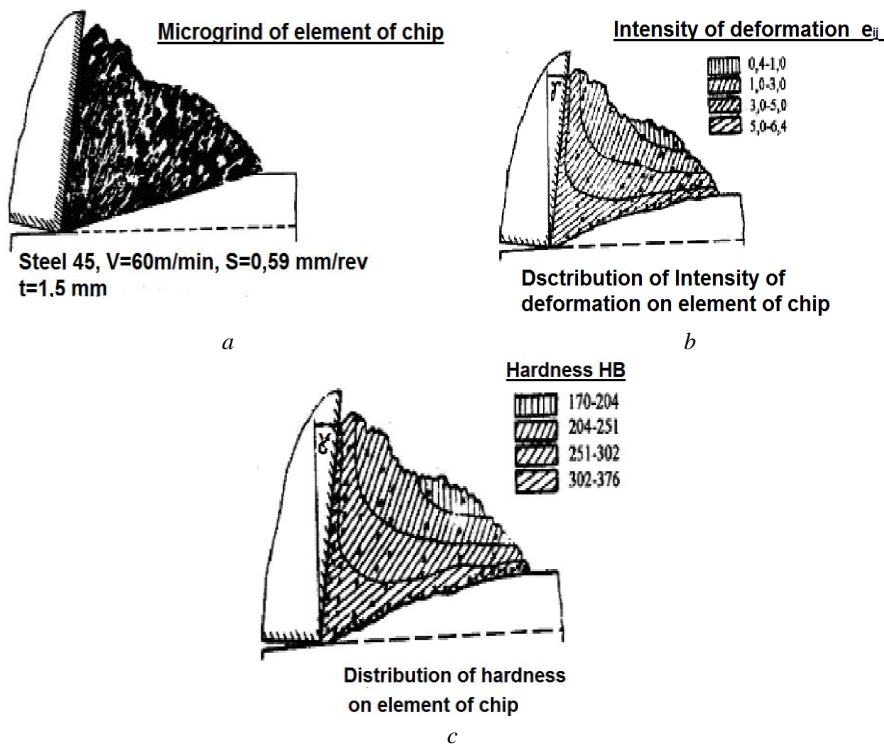 Microgrind of element of chip
Steel 45, V=60m/min, S=0,59 mm/rev
t=1,5 mm
a
Intensity of deformation eij
γ
0,4-1,0
1,0-3,0
3,0-5,0
5,0-6,4
Dsctribution of Intensity of
deformation on element of chip
b
Hardness HB
γ
170-204
204-251
251-302
302-376
Distribution of hardness
on element of chip
c